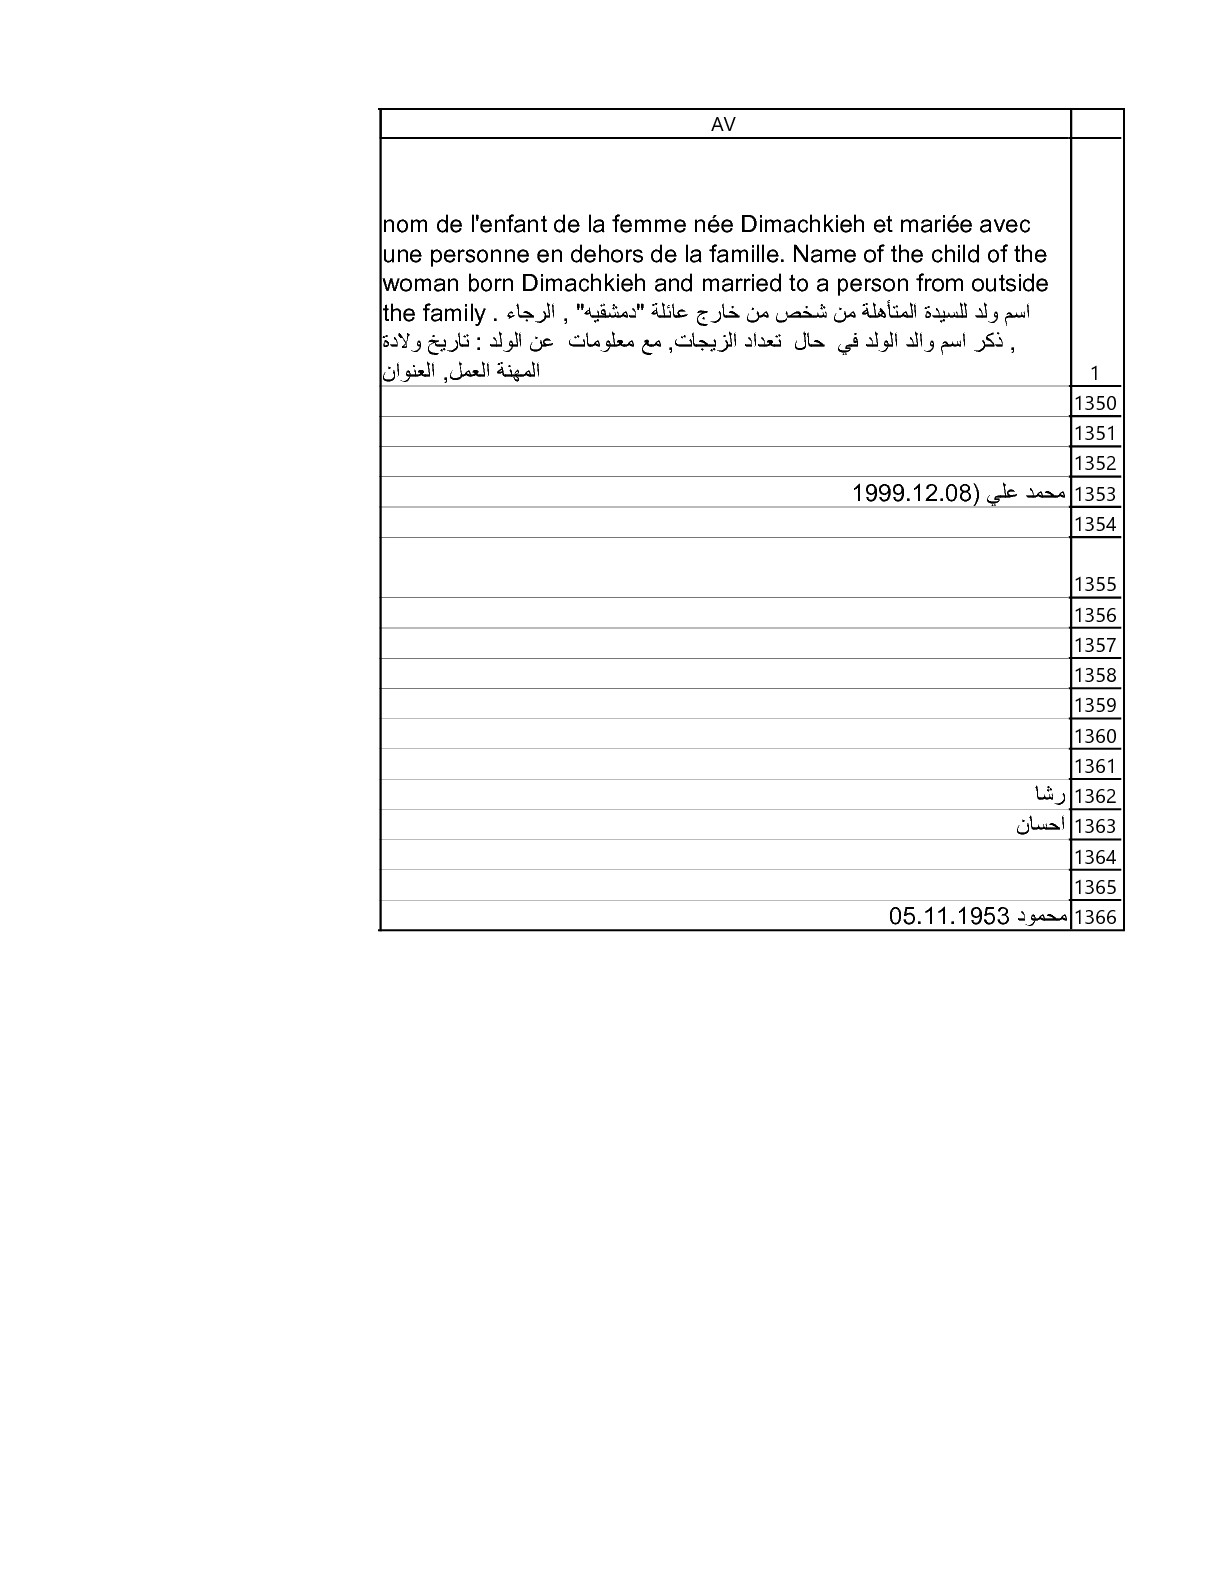 AV
nom de l'enfant de la femme née Dimachkieh et mariée avec
une personne en dehors de la famille. Name of the child of the
woman born Dimachkieh and married to a person from outside
the family . اسم ولد للسيدة المتأهلة من شخص من خارج عائلة "دمشقيه" , الرجاء
, ذكر اسم والد الولد في حال تعداد الزيجات, مع معلومات عن الولد : تاريخ ولادة
المهنة العمل, العنوان
1
1350
1351
1352
محمد علي (1999.12.08 1353
1354
1355
1356
1357
1358
1359
1360
1361
رشا 1362
احسان 1363
1364
1365
محمود 05.11.1953 1366